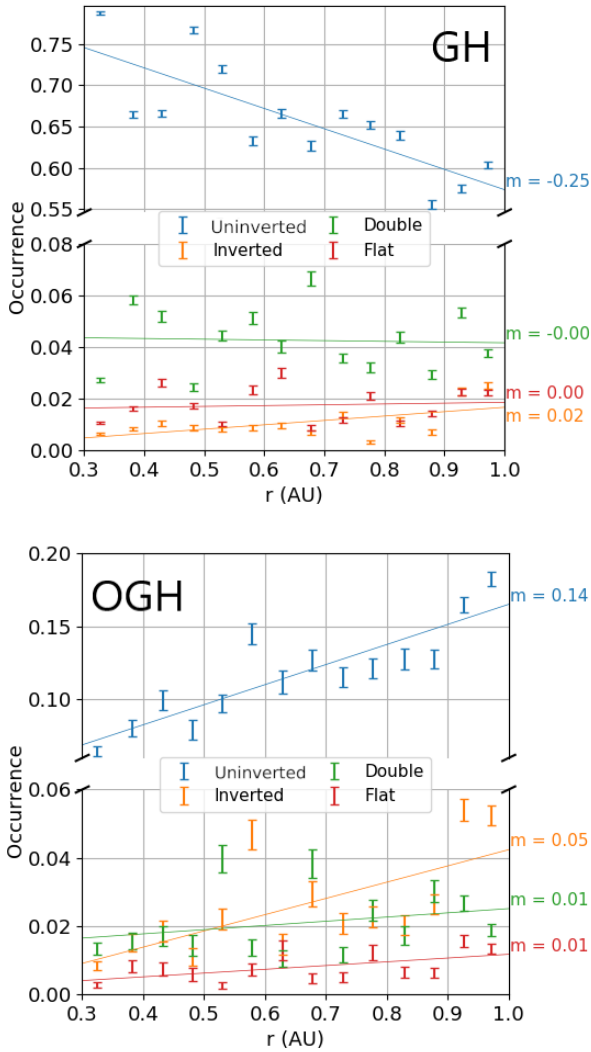 GH
0.75
0.70
0.65
0.60
0.55
m = -0.25
Occurrence
Uninverted Double
Inverted Flat
0.08
0.06
0.04
0.02
0.00
m = -0.00
m = 0.00
m = 0.02
0.3 0.4 0.5 0.6 0.7 0.8 0.9 1.0
r (AU)
OGH
0.20
0.15
0.10
m = 0.14
Occurrence
Uninverted Double
Inverted Flat
0.06
0.04
0.02
0.00
m = 0.05
m = 0.01
m = 0.01
0.3 0.4 0.5 0.6 0.7 0.8 0.9 1.0
r (AU)